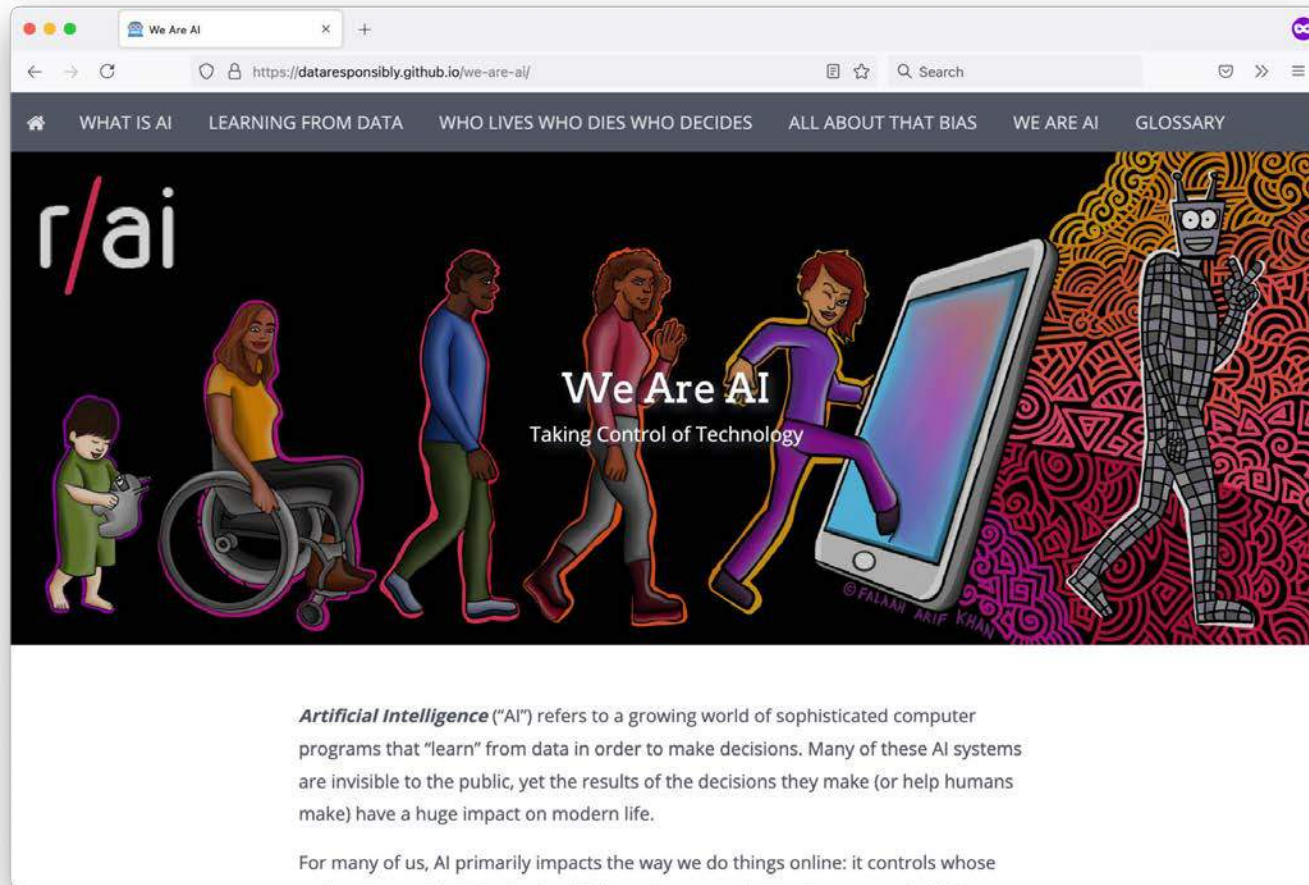 We Are AI
https://dataresponsibly.github.io/we-are-ai/
Search
WHAT IS AI LEARNING FROM DATA WHO LIVES WHO DIES WHO DECIDES ALL ABOUT THAT BIAS WE ARE AI GLOSSARY
r/ai
We Are AI
Taking Control of Technology
© FALAAH ARIF KHAN
Artificial Intelligence (“AI”) refers to a growing world of sophisticated computer
programs that “learn” from data in order to make decisions. Many of these AI systems
are invisible to the public, yet the results of the decisions they make (or help humans
make) have a huge impact on modern life.
For many of us, AI primarily impacts the way we do things online: it controls whose